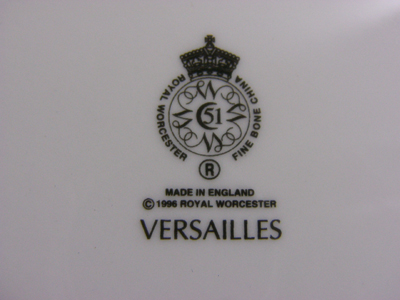 ROYAL WORCESTER
FINE BONE CHINA
51
®
MADE IN ENGLAND
© 1996 ROYAL WORCESTER
VERSAILLES